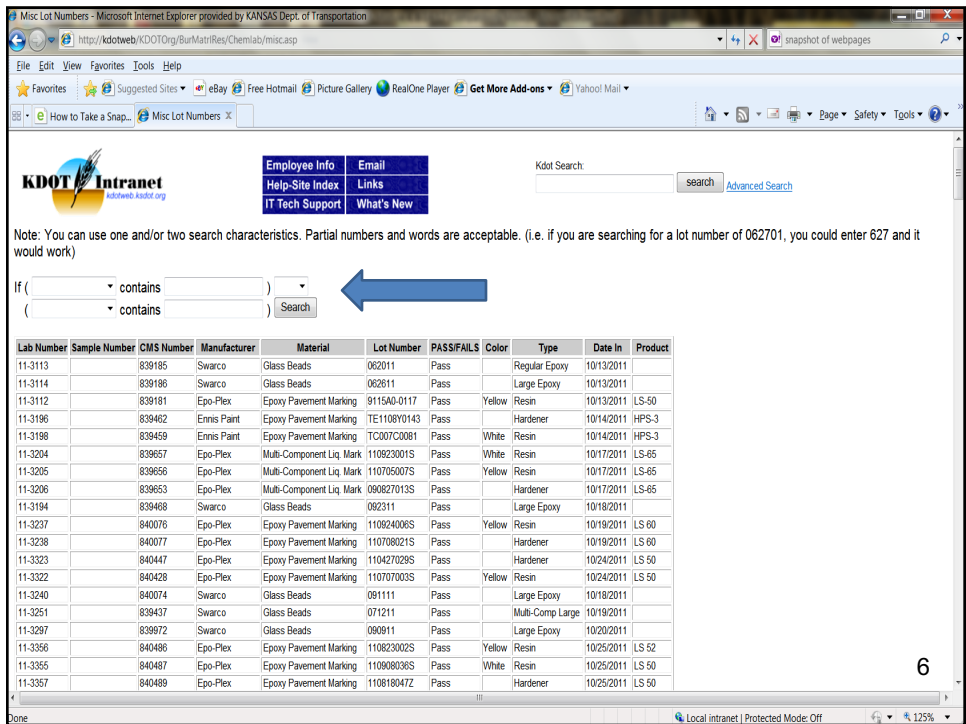 Misc Lot Numbers - Microsoft Internet Explorer provided by KANSAS Dept. of Transportation
http://kdotweb/KDOTOrg/BurMatrlRes/Chemlab/misc.asp
snapshot of webpages
File Edit View Favorites Tools Help
Favorites Suggested Sites eBay Free Hotmail Picture Gallery RealOne Player Get More Add-ons Yahoo! Mail
How to Take a Snap... Misc Lot Numbers X Page Safety Tools
KDOT Intranet
kdotweb.ksdot.org
Employee Info Email
Help-Site Index Links
IT Tech Support What's New
Kdot Search:
search Advanced Search
Note: You can use one and/or two search characteristics. Partial numbers and words are acceptable. (i.e. if you are searching for a lot number of 062701, you could enter 627 and it
would work)
If ( contains )
( contains ) Search
Lab Number Sample Number CMS Number Manufacturer Material Lot Number PASS/FAILS Color Type Date In Product
11-3113 839185 Swarco Glass Beads 062011 Pass Regular Epoxy 10/13/2011
11-3114 839186 Swarco Glass Beads 062611 Pass Large Epoxy 10/13/2011
11-3112 839181 Epo-Plex Epoxy Pavement Marking 9115A0-0117 Pass Yellow Resin 10/13/2011 LS-50
11-3196 839462 Ennis Paint Epoxy Pavement Marking TE1108Y0143 Pass Hardener 10/14/2011 HPS-3
11-3198 839459 Ennis Paint Epoxy Pavement Marking TC007C0081 Pass White Resin 10/14/2011 HPS-3
11-3204 839657 Epo-Plex Multi-Component Liq. Mark 110923001S Pass White Resin 10/17/2011 LS-65
11-3205 839656 Epo-Plex Multi-Component Liq. Mark 110705007S Pass Yellow Resin 10/17/2011 LS-65
11-3206 839653 Epo-Plex Multi-Component Liq. Mark 090827013S Pass Hardener 10/17/2011 LS-65
11-3194 839468 Swarco Glass Beads 092311 Pass Large Epoxy 10/18/2011
11-3237 840076 Epo-Plex Epoxy Pavement Marking 110924006S Pass Yellow Resin 10/19/2011 LS 60
11-3238 840077 Epo-Plex Epoxy Pavement Marking 110708021S Pass Hardener 10/19/2011 LS 60
11-3323 840447 Epo-Plex Epoxy Pavement Marking 110427029S Pass Hardener 10/24/2011 LS 50
11-3322 840428 Epo-Plex Epoxy Pavement Marking 110707003S Pass Yellow Resin 10/24/2011 LS 50
11-3240 840074 Swarco Glass Beads 091111 Pass Large Epoxy 10/18/2011
11-3251 839437 Swarco Glass Beads 071211 Pass Multi-Comp Large 10/19/2011
11-3297 839972 Swarco Glass Beads 090911 Pass Large Epoxy 10/20/2011
11-3356 840486 Epo-Plex Epoxy Pavement Marking 110823002S Pass Yellow Resin 10/25/2011 LS 52
11-3355 840487 Epo-Plex Epoxy Pavement Marking 110908036S Pass White Resin 10/25/2011 LS 50
11-3357 840489 Epo-Plex Epoxy Pavement Marking 110818047Z Pass Hardener 10/25/2011 LS 50
6
Done Local intranet | Protected Mode: Off 125%